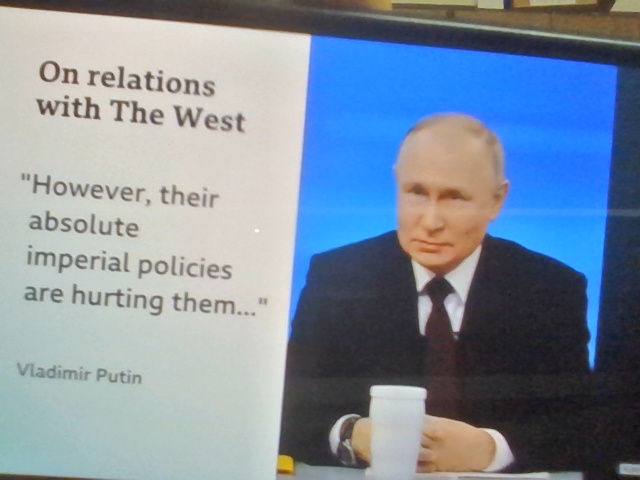 On relations
with The West
"However, their
absolute
imperial policies
are hurting them..."
Vladimir Putin